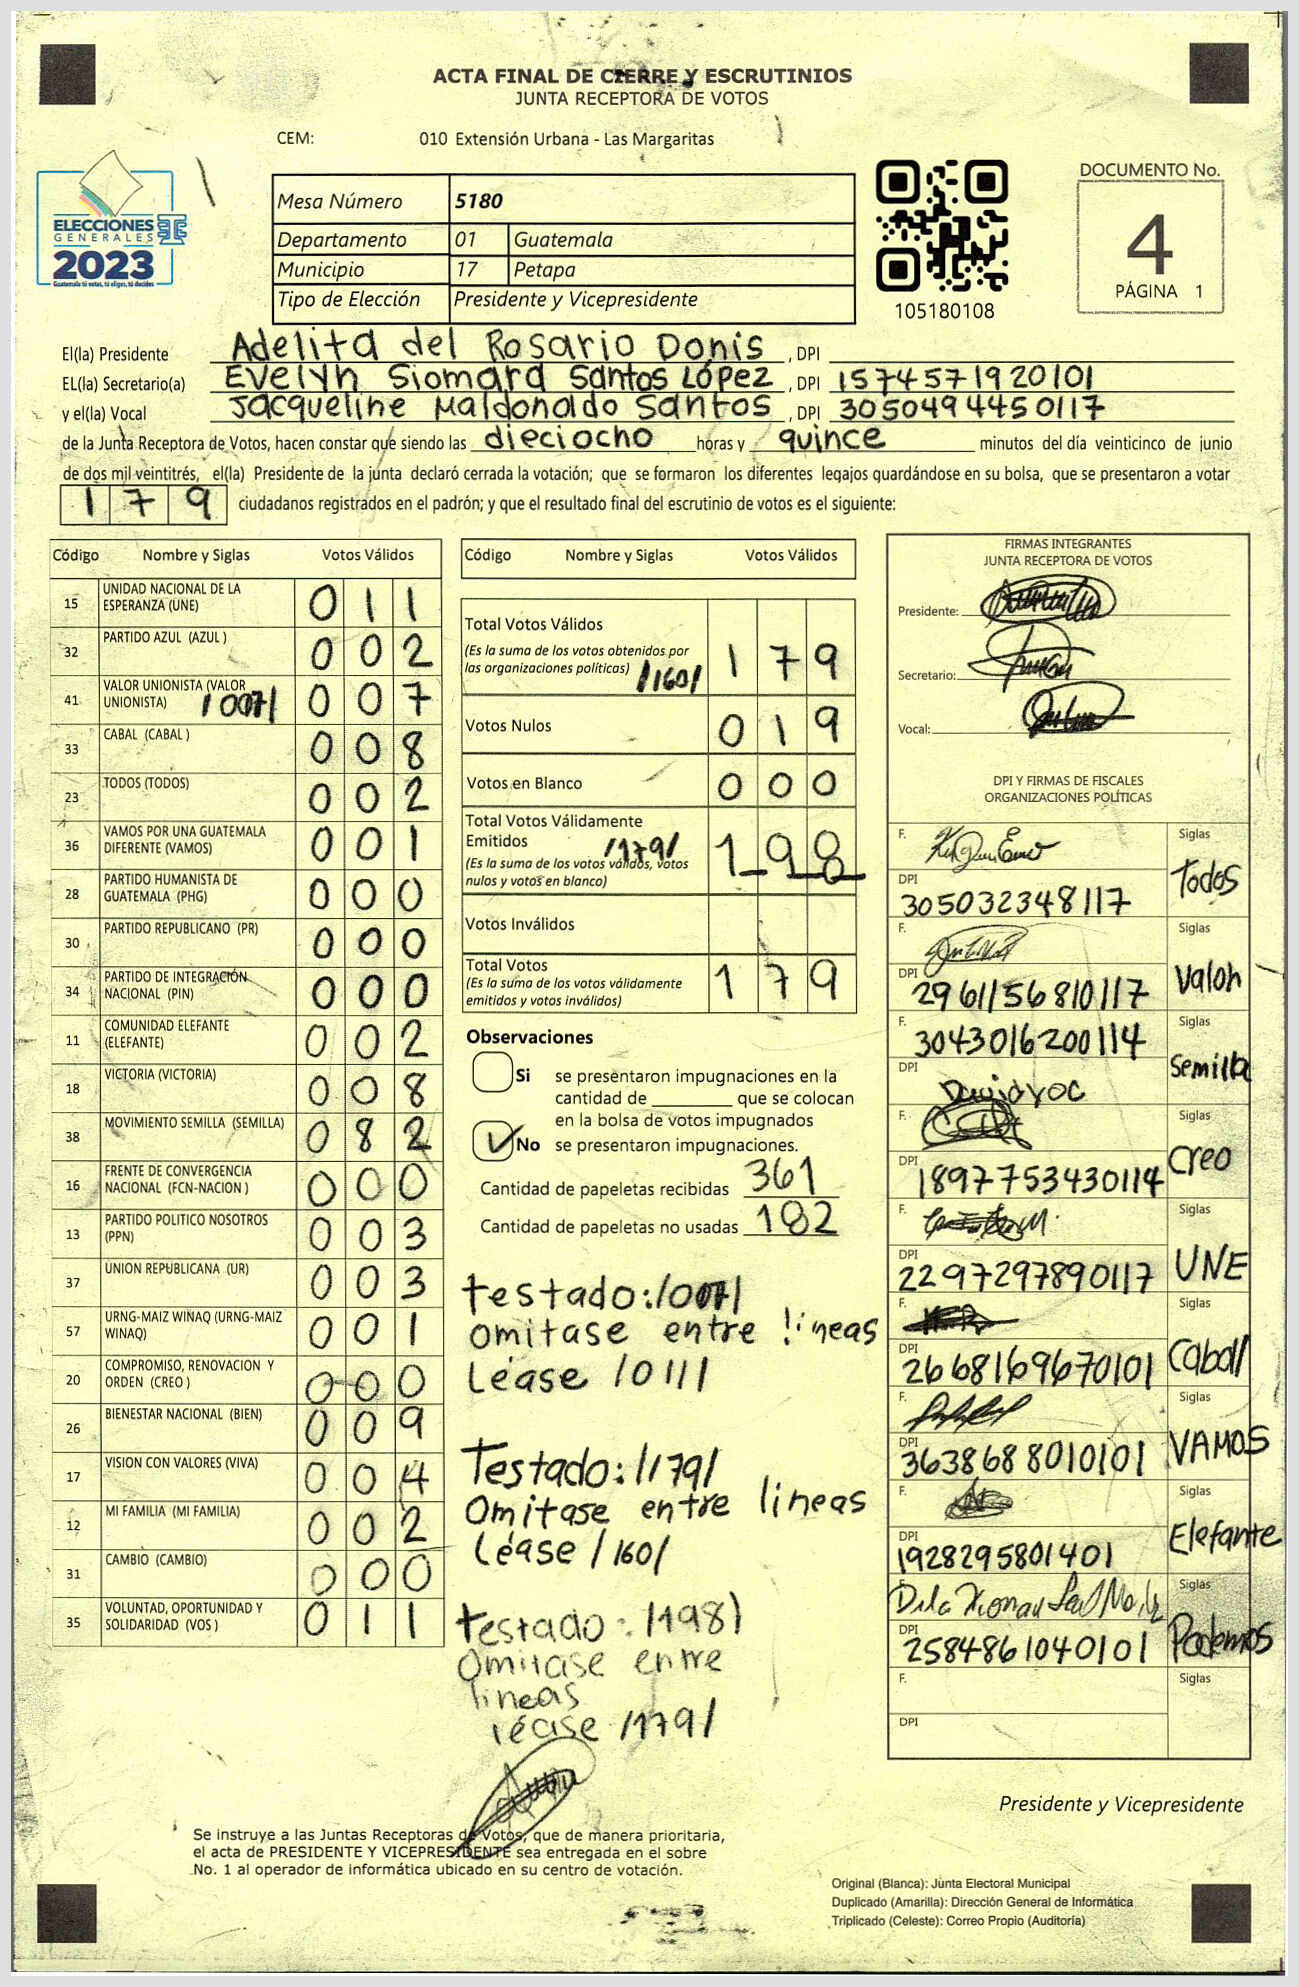 ACTA FINAL DE CIERRE Y ESCRUTINIOS
JUNTA RECEPTORA DE VOTOS
CEM: 010 Extensión Urbana - Las Margaritas
ELECCIONES
GENERALES
2023
Guatemala tú votas, tú eliges, tú decides
Mesa Número 5180
Departamento 01 Guatemala
Municipio 17 Petapa
Tipo de Elección Presidente y Vicepresidente
105180108
DOCUMENTO No.
4
PÁGINA 1
El(la) Presidente Adelita del Rosario Donis, DPI
EL(la) Secretario(a) Evelyn Siomara Santos López, DPI 1574571920101
y el(la) Vocal Jacqueline Maldonado Santos, DPI 3050494450117
de la Junta Receptora de Votos, hacen constar que siendo las dieciocho horas y quince minutos del día veinticinco de junio
de dos mil veintitrés, el(la) Presidente de la junta declaró cerrada la votación; que se formaron los diferentes legajos guardándose en su bolsa, que se presentaron a votar
179 ciudadanos registrados en el padrón; y que el resultado final del escrutinio de votos es el siguiente:
Código Nombre y Siglas Votos Válidos
15 UNIDAD NACIONAL DE LA ESPERANZA (UNE) 0 1 1
32 PARTIDO AZUL (AZUL ) 0 0 2
41 VALOR UNIONISTA (VALOR UNIONISTA) /007/ 0 0 7
33 CABAL (CABAL ) 0 0 8
23 TODOS (TODOS) 0 0 2
36 VAMOS POR UNA GUATEMALA DIFERENTE (VAMOS) 0 0 1
28 PARTIDO HUMANISTA DE GUATEMALA (PHG) 0 0 0
30 PARTIDO REPUBLICANO (PR) 0 0 0
34 PARTIDO DE INTEGRACIÓN NACIONAL (PIN) 0 0 0
11 COMUNIDAD ELEFANTE (ELEFANTE) 0 0 2
18 VICTORIA (VICTORIA) 0 0 8
38 MOVIMIENTO SEMILLA (SEMILLA) 0 8 2
16 FRENTE DE CONVERGENCIA NACIONAL (FCN-NACION ) 0 0 0
13 PARTIDO POLITICO NOSOTROS (PPN) 0 0 3
37 UNION REPUBLICANA (UR) 0 0 3
57 URNG-MAIZ WINAQ (URNG-MAIZ WINAQ) 0 0 1
20 COMPROMISO, RENOVACION Y ORDEN (CREO ) 0 0 0
26 BIENESTAR NACIONAL (BIEN) 0 0 9
17 VISION CON VALORES (VIVA) 0 0 4
12 MI FAMILIA (MI FAMILIA) 0 0 2
31 CAMBIO (CAMBIO) 0 0 0
35 VOLUNTAD, OPORTUNIDAD Y SOLIDARIDAD (VOS ) 0 1 1
Código Nombre y Siglas Votos Válidos
Total Votos Válidos
(Es la suma de los votos obtenidos por
las organizaciones políticas) /160/ 1 7 9
Votos Nulos 0 1 9
Votos en Blanco 0 0 0
Total Votos Válidamente
Emitidos /179/ 1 9 8
(Es la suma de los votos válidos, votos
nulos y votos en blanco)
Votos Inválidos
Total Votos
(Es la suma de los votos válidamente
emitidos y votos inválidos) 1 7 9
Observaciones
Si se presentaron impugnaciones en la
cantidad de ________ que se colocan
en la bolsa de votos impugnados
No se presentaron impugnaciones.
Cantidad de papeletas recibidas 361
Cantidad de papeletas no usadas 182
testado:/007/
omitase entre lineas
Léase /011/
Testado:/179/
Omitase entre lineas
Léase /160/
testado: /198/
omitase entre
lineas
léase /179/
FIRMAS INTEGRANTES
JUNTA RECEPTORA DE VOTOS
Presidente:
Secretario:
Vocal:
DPI Y FIRMAS DE FISCALES
ORGANIZACIONES POLÍTICAS
F. Siglas
Todos
DPI 305032348117
F. Siglas
Valor
DPI 2961156810117
F. 3043016200114 Siglas
Semilla
DPI
F. Siglas
Creo
DPI 1897753430114
F. Siglas
UNE
DPI 2297297890117
F. Siglas
Caball
DPI 2668169670101
F. Siglas
VAMOS
DPI 3638688010101
F. Siglas
Elefante
DPI 1928295801401
F. Siglas
Podemos
DPI 2584861040101
F. Siglas
DPI
Presidente y Vicepresidente
Se instruye a las Juntas Receptoras de Votos, que de manera prioritaria,
el acta de PRESIDENTE Y VICEPRESIDENTE sea entregada en el sobre
No. 1 al operador de informática ubicado en su centro de votación.
Original (Blanca): Junta Electoral Municipal
Duplicado (Amarilla): Dirección General de Informática
Triplicado (Celeste): Correo Propio (Auditoría)